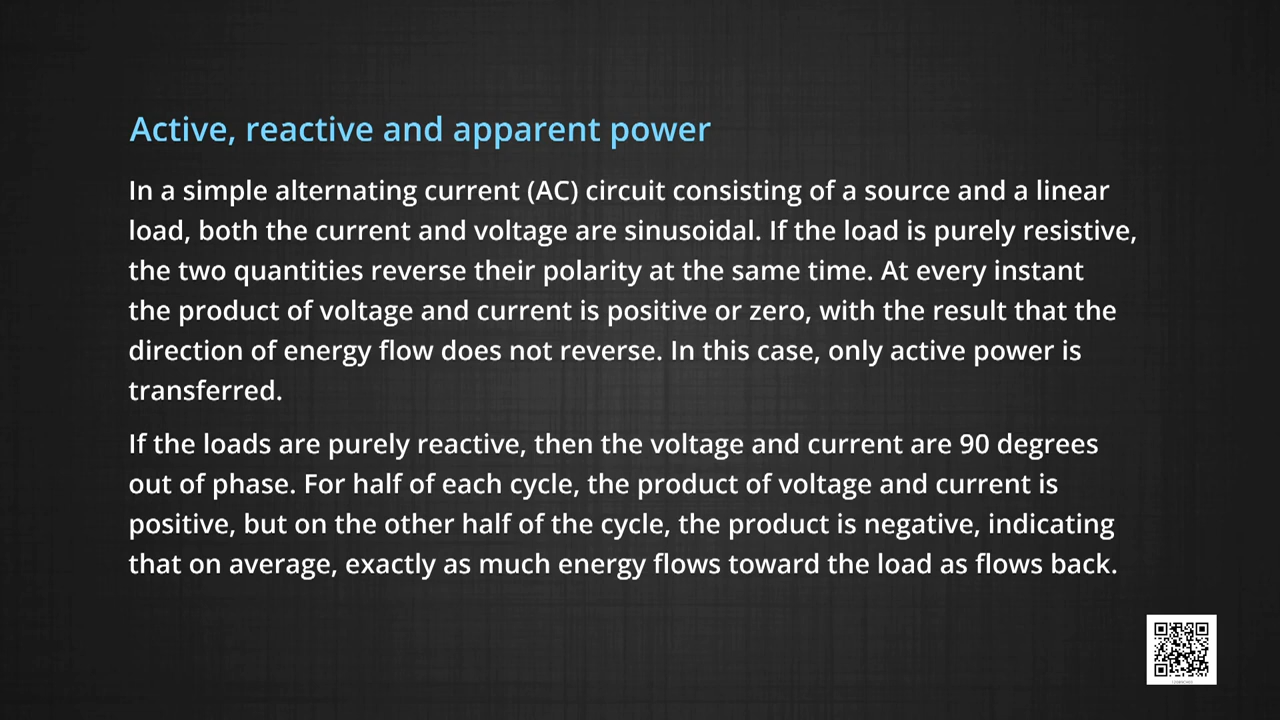 Active, reactive and apparent power
In a simple alternating current (AC) circuit consisting of a source and a linear
load, both the current and voltage are sinusoidal. If the load is purely resistive,
the two quantities reverse their polarity at the same time. At every instant
the product of voltage and current is positive or zero, with the result that the
direction of energy flow does not reverse. In this case, only active power is
transferred.
If the loads are purely reactive, then the voltage and current are 90 degrees
out of phase. For half of each cycle, the product of voltage and current is
positive, but on the other half of the cycle, the product is negative, indicating
that on average, exactly as much energy flows toward the load as flows back.